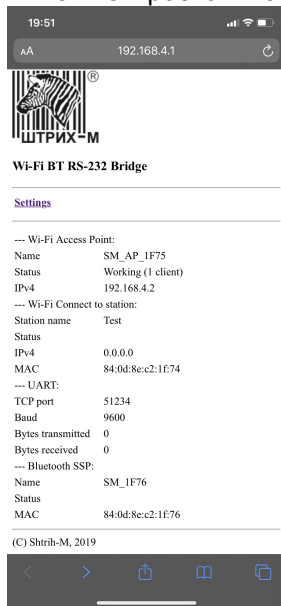 19:51
AA
192.168.4.1
®
ШТРИХ-М
Wi-Fi BT RS-232 Bridge
Settings
--- Wi-Fi Access Point:
Name SM_AP_1F75
Status Working (1 client)
IPv4 192.168.4.2
--- Wi-Fi Connect to station:
Station name Test
Status
IPv4 0.0.0.0
MAC 84:0d:8e:c2:1f:74
--- UART:
TCP port 51234
Baud 9600
Bytes transmitted 0
Bytes received 0
--- Bluetooth SSP:
Name SM_1F76
Status
MAC 84:0d:8e:c2:1f:76
(C) Shtrih-M, 2019